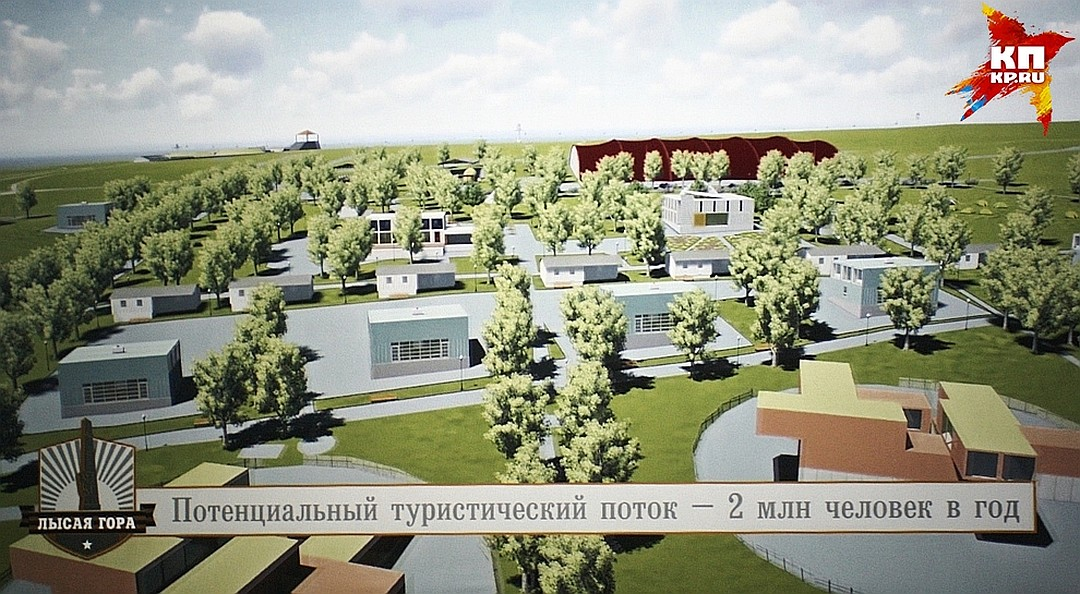 КП
KP.RU
ЛЫСАЯ ГОРА
Потенциальный туристический поток – 2 млн человек в год